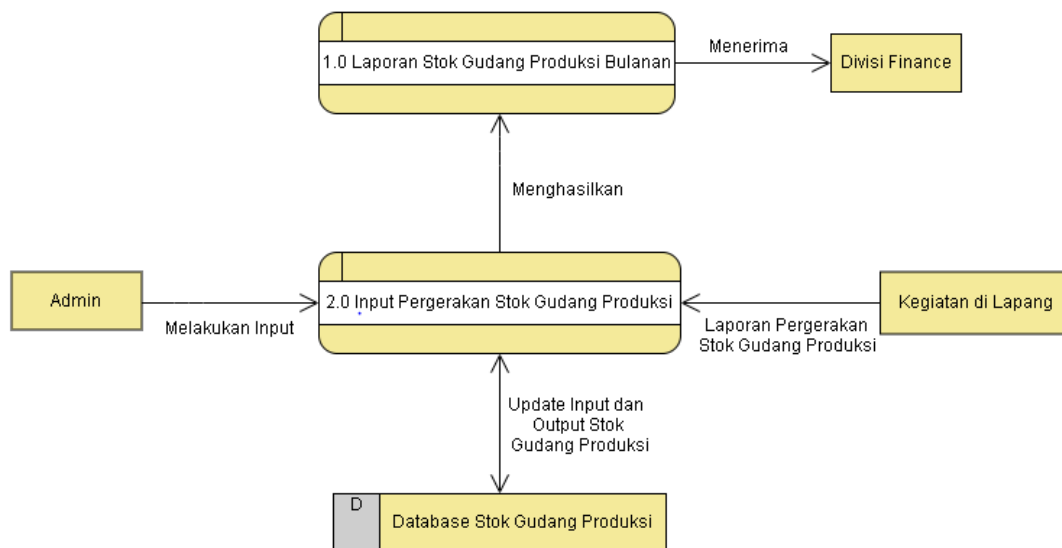 1.0 Laporan Stok Gudang Produksi Bulanan
Menerima
Divisi Finance
Menghasilkan
Admin
Melakukan Input
2.0 Input Pergerakan Stok Gudang Produksi
Kegiatan di Lapang
Laporan Pergerakan
Stok Gudang Produksi
Update Input dan
Output Stok
Gudang Produksi
D
Database Stok Gudang Produksi